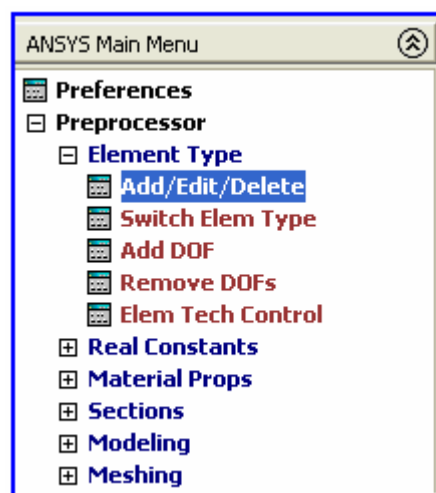 ANSYS Main Menu
Preferences
Preprocessor
Element Type
Add/Edit/Delete
Switch Elem Type
Add DOF
Remove DOFs
Elem Tech Control
Real Constants
Material Props
Sections
Modeling
Meshing